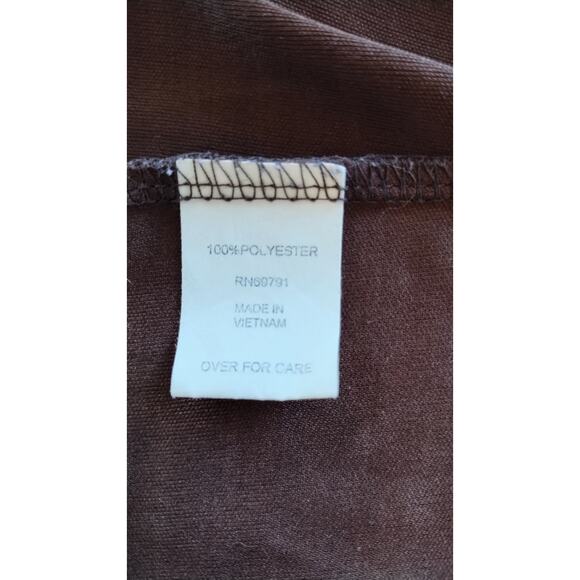 100%POLYESTER
RN60791
MADE IN
VIETNAM
OVER FOR CARE